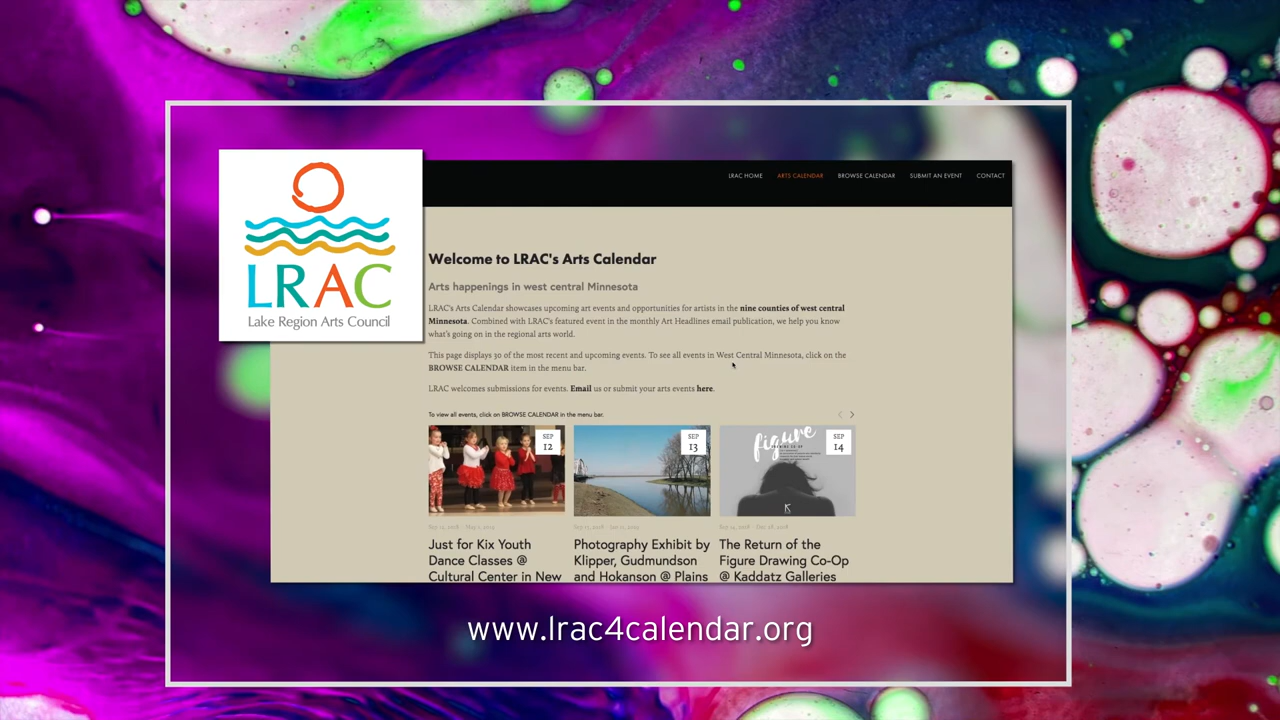 LRAC
Lake Region Arts Council
LRAC HOME
ARTS CALENDAR
BROWSE CALENDAR
SUBMIT AN EVENT
CONTACT
Welcome to LRAC's Arts Calendar
Arts happenings in west central Minnesota
LRAC's Arts Calendar showcases upcoming art events and opportunities for artists in the nine counties of west central
Minnesota. Combined with LRAC's featured event in the monthly Art Headlines email publication, we help you know
what's going on in the regional arts world.
This page displays 30 of the most recent and upcoming events. To see all events in West Central Minnesota, click on the
BROWSE CALENDAR item in the menu bar.
LRAC welcomes submissions for events. Email us or submit your arts events here.
To view all events, click on BROWSE CALENDAR in the menu bar.
SEP
12
Just for Kix Youth
Dance Classes @
Cultural Center in New
SEP
13
Photography Exhibit by
Klipper, Gudmundson
and Hokanson @ Plains
figure
SEP
14
The Return of the
Figure Drawing Co-Op
@ Kaddatz Galleries
www.lrac4calendar.org